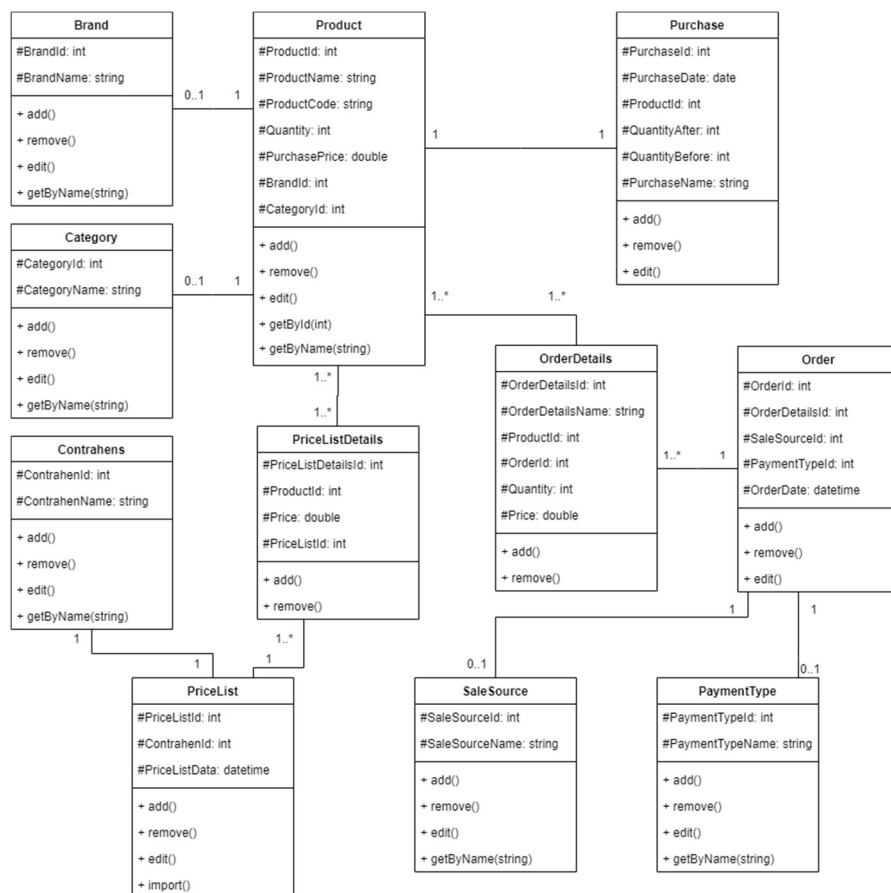 Brand
#BrandId: int
#BrandName: string
+ add()
+ remove()
+ edit()
+ getByName(string)
0..1
1
Product
#ProductId: int
#ProductName: string
#ProductCode: string
#Quantity: int
#PurchasePrice: double
#BrandId: int
#CategoryId: int
+ add()
+ remove()
+ edit()
+ getById(int)
+ getByName(string)
1
1
Purchase
#PurchaseId: int
#PurchaseDate: date
#ProductId: int
#QuantityAfter: int
#QuantityBefore: int
#PurchaseName: string
+ add()
+ remove()
+ edit()
Category
#CategoryId: int
#CategoryName: string
+ add()
+ remove()
+ edit()
+ getByName(string)
0..1
1
1..*
1..*
1..*
1..*
OrderDetails
#OrderDetailsId: int
#OrderDetailsName: string
#ProductId: int
#OrderId: int
#Quantity: int
#Price: double
+ add()
+ remove()
1..*
1
Order
#OrderId: int
#OrderDetailsId: int
#SaleSourceId: int
#PaymentTypeId: int
#OrderDate: datetime
+ add()
+ remove()
+ edit()
Contrahens
#ContrahenId: int
#ContrahenName: string
+ add()
+ remove()
+ edit()
+ getByName(string)
PriceListDetails
#PriceListDetailsId: int
#ProductId: int
#Price: double
#PriceListId: int
+ add()
+ remove()
1
1
1..*
1
1
0..1
1
0..1
PriceList
#PriceListId: int
#ContrahenId: int
#PriceListData: datetime
+ add()
+ remove()
+ edit()
+ import()
SaleSource
#SaleSourceId: int
#SaleSourceName: string
+ add()
+ remove()
+ edit()
+ getByName(string)
PaymentType
#PaymentTypeId: int
#PaymentTypeName: string
+ add()
+ remove()
+ edit()
+ getByName(string)